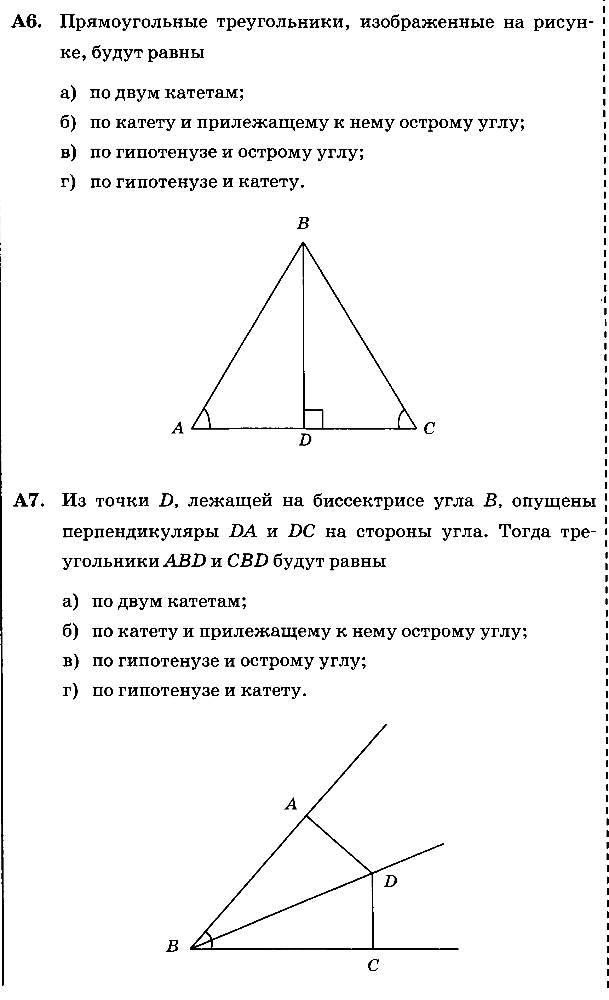 А6. Прямоугольные треугольники, изображенные на рисун-
ке, будут равны
а) по двум катетам;
б) по катету и прилежащему к нему острому углу;
в) по гипотенузе и острому углу;
г) по гипотенузе и катету.
B
A
C
D
А7. Из точки D, лежащей на биссектрисе угла B, опущены
перпендикуляры DA и DC на стороны угла. Тогда тре-
угольники ABD и CBD будут равны
а) по двум катетам;
б) по катету и прилежащему к нему острому углу;
в) по гипотенузе и острому углу;
г) по гипотенузе и катету.
A
D
B
C